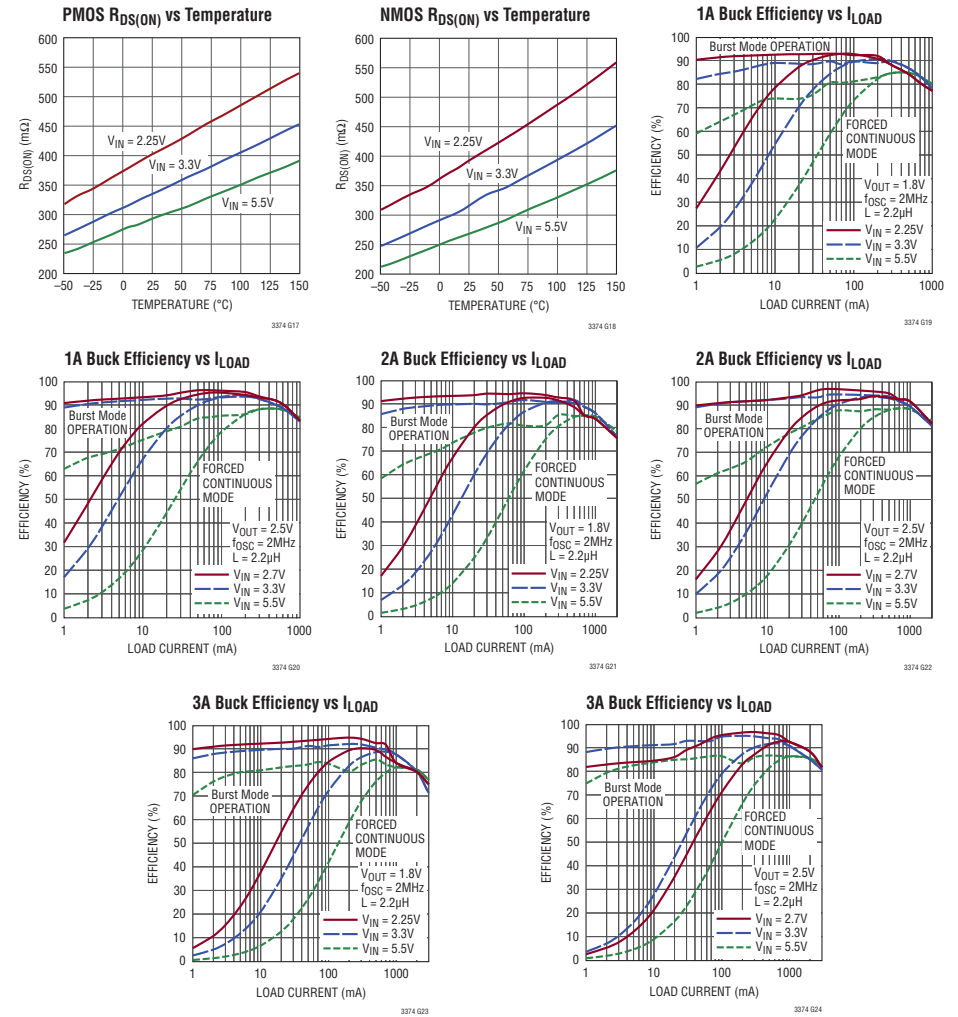 PMOS RDS(ON) vs Temperature
600
550
500
450
400
350
300
250
200
RDS(ON) (mΩ)
VIN = 2.25V
VIN = 3.3V
VIN = 5.5V
–50 –25 0 25 50 75 100 125 150
TEMPERATURE (°C)
3374 G17
NMOS RDS(ON) vs Temperature
600
550
500
450
400
350
300
250
200
RDS(ON) (mΩ)
VIN = 2.25V
VIN = 3.3V
VIN = 5.5V
–50 –25 0 25 50 75 100 125 150
TEMPERATURE (°C)
3374 G18
1A Buck Efficiency vs ILOAD
100
90
80
70
60
50
40
30
20
10
0
EFFICIENCY (%)
Burst Mode OPERATION
FORCED
CONTINUOUS
MODE
VOUT = 1.8V
fOSC = 2MHz
L = 2.2µH
VIN = 2.25V
VIN = 3.3V
VIN = 5.5V
1 10 100 1000
LOAD CURRENT (mA)
3374 G19
1A Buck Efficiency vs ILOAD
100
90
80
70
60
50
40
30
20
10
0
EFFICIENCY (%)
Burst Mode
OPERATION
FORCED
CONTINUOUS
MODE
VOUT = 2.5V
fOSC = 2MHz
L = 2.2µH
VIN = 2.7V
VIN = 3.3V
VIN = 5.5V
1 10 100 1000
LOAD CURRENT (mA)
3374 G20
2A Buck Efficiency vs ILOAD
100
90
80
70
60
50
40
30
20
10
0
EFFICIENCY (%)
Burst Mode
OPERATION
FORCED
CONTINUOUS
MODE
VOUT = 1.8V
fOSC = 2MHz
L = 2.2µH
VIN = 2.25V
VIN = 3.3V
VIN = 5.5V
1 10 100 1000
LOAD CURRENT (mA)
3374 G21
2A Buck Efficiency vs ILOAD
100
90
80
70
60
50
40
30
20
10
0
EFFICIENCY (%)
Burst Mode
OPERATION
FORCED
CONTINUOUS
MODE
VOUT = 2.5V
fOSC = 2MHz
L = 2.2µH
VIN = 2.7V
VIN = 3.3V
VIN = 5.5V
1 10 100 1000
LOAD CURRENT (mA)
3374 G22
3A Buck Efficiency vs ILOAD
100
90
80
70
60
50
40
30
20
10
0
EFFICIENCY (%)
Burst Mode
OPERATION
FORCED
CONTINUOUS
MODE
VOUT = 1.8V
fOSC = 2MHz
L = 2.2µH
VIN = 2.25V
VIN = 3.3V
VIN = 5.5V
1 10 100 1000
LOAD CURRENT (mA)
3374 G23
3A Buck Efficiency vs ILOAD
100
90
80
70
60
50
40
30
20
10
0
EFFICIENCY (%)
Burst Mode
OPERATION
FORCED
CONTINUOUS
MODE
VOUT = 2.5V
fOSC = 2MHz
L = 2.2µH
VIN = 2.7V
VIN = 3.3V
VIN = 5.5V
1 10 100 1000
LOAD CURRENT (mA)
3374 G24